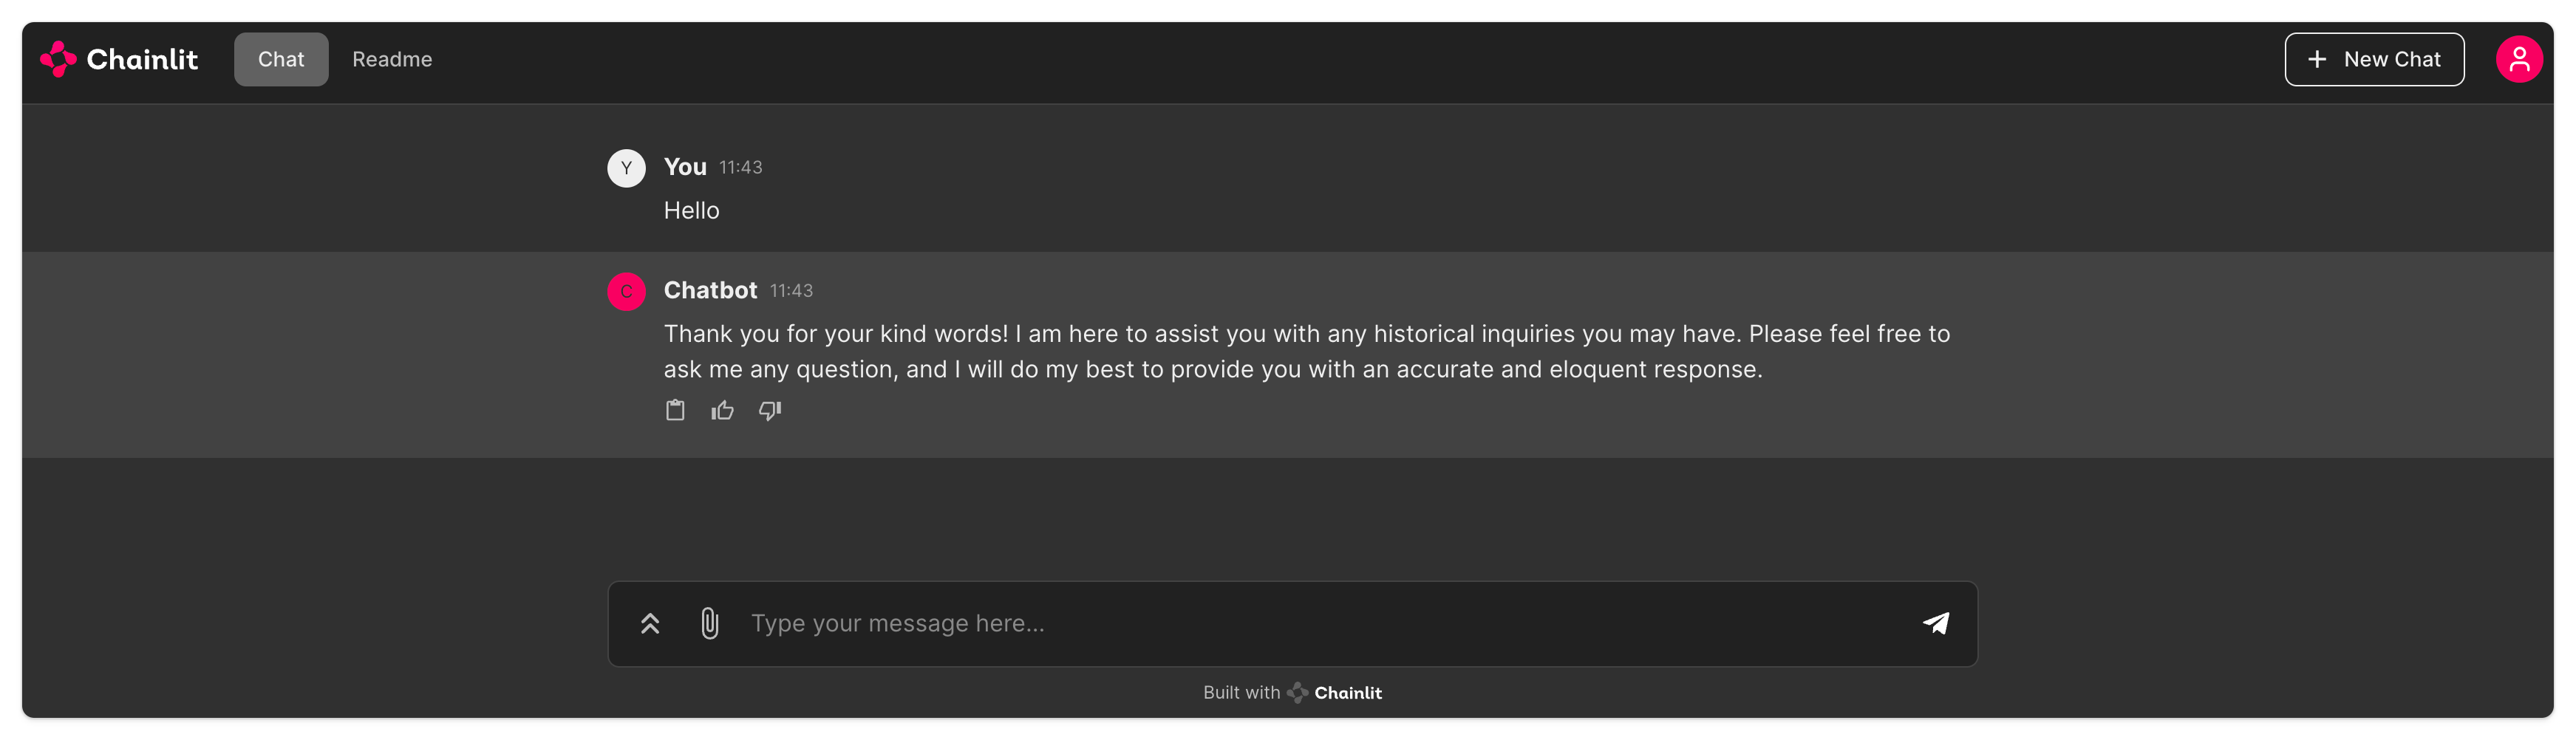 Chainlit
Chat
Readme
New Chat
Y
You 11:43
Hello
C
Chatbot 11:43
Thank you for your kind words! I am here to assist you with any historical inquiries you may have. Please feel free to
ask me any question, and I will do my best to provide you with an accurate and eloquent response.
Type your message here...
Built with Chainlit